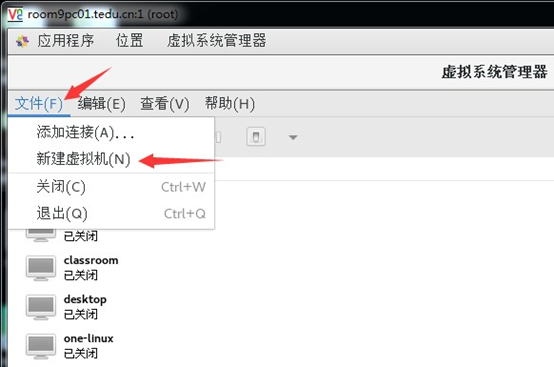 room9pc01.tedu.cn:1 (root)
应用程序 位置 虚拟系统管理器
虚拟系统管理器
文件(F) 编辑(E) 查看(V) 帮助(H)
添加连接(A)...
新建虚拟机(N)
关闭(C) Ctrl+W
退出(Q) Ctrl+Q
已关闭
classroom
已关闭
desktop
已关闭
one-linux
已关闭